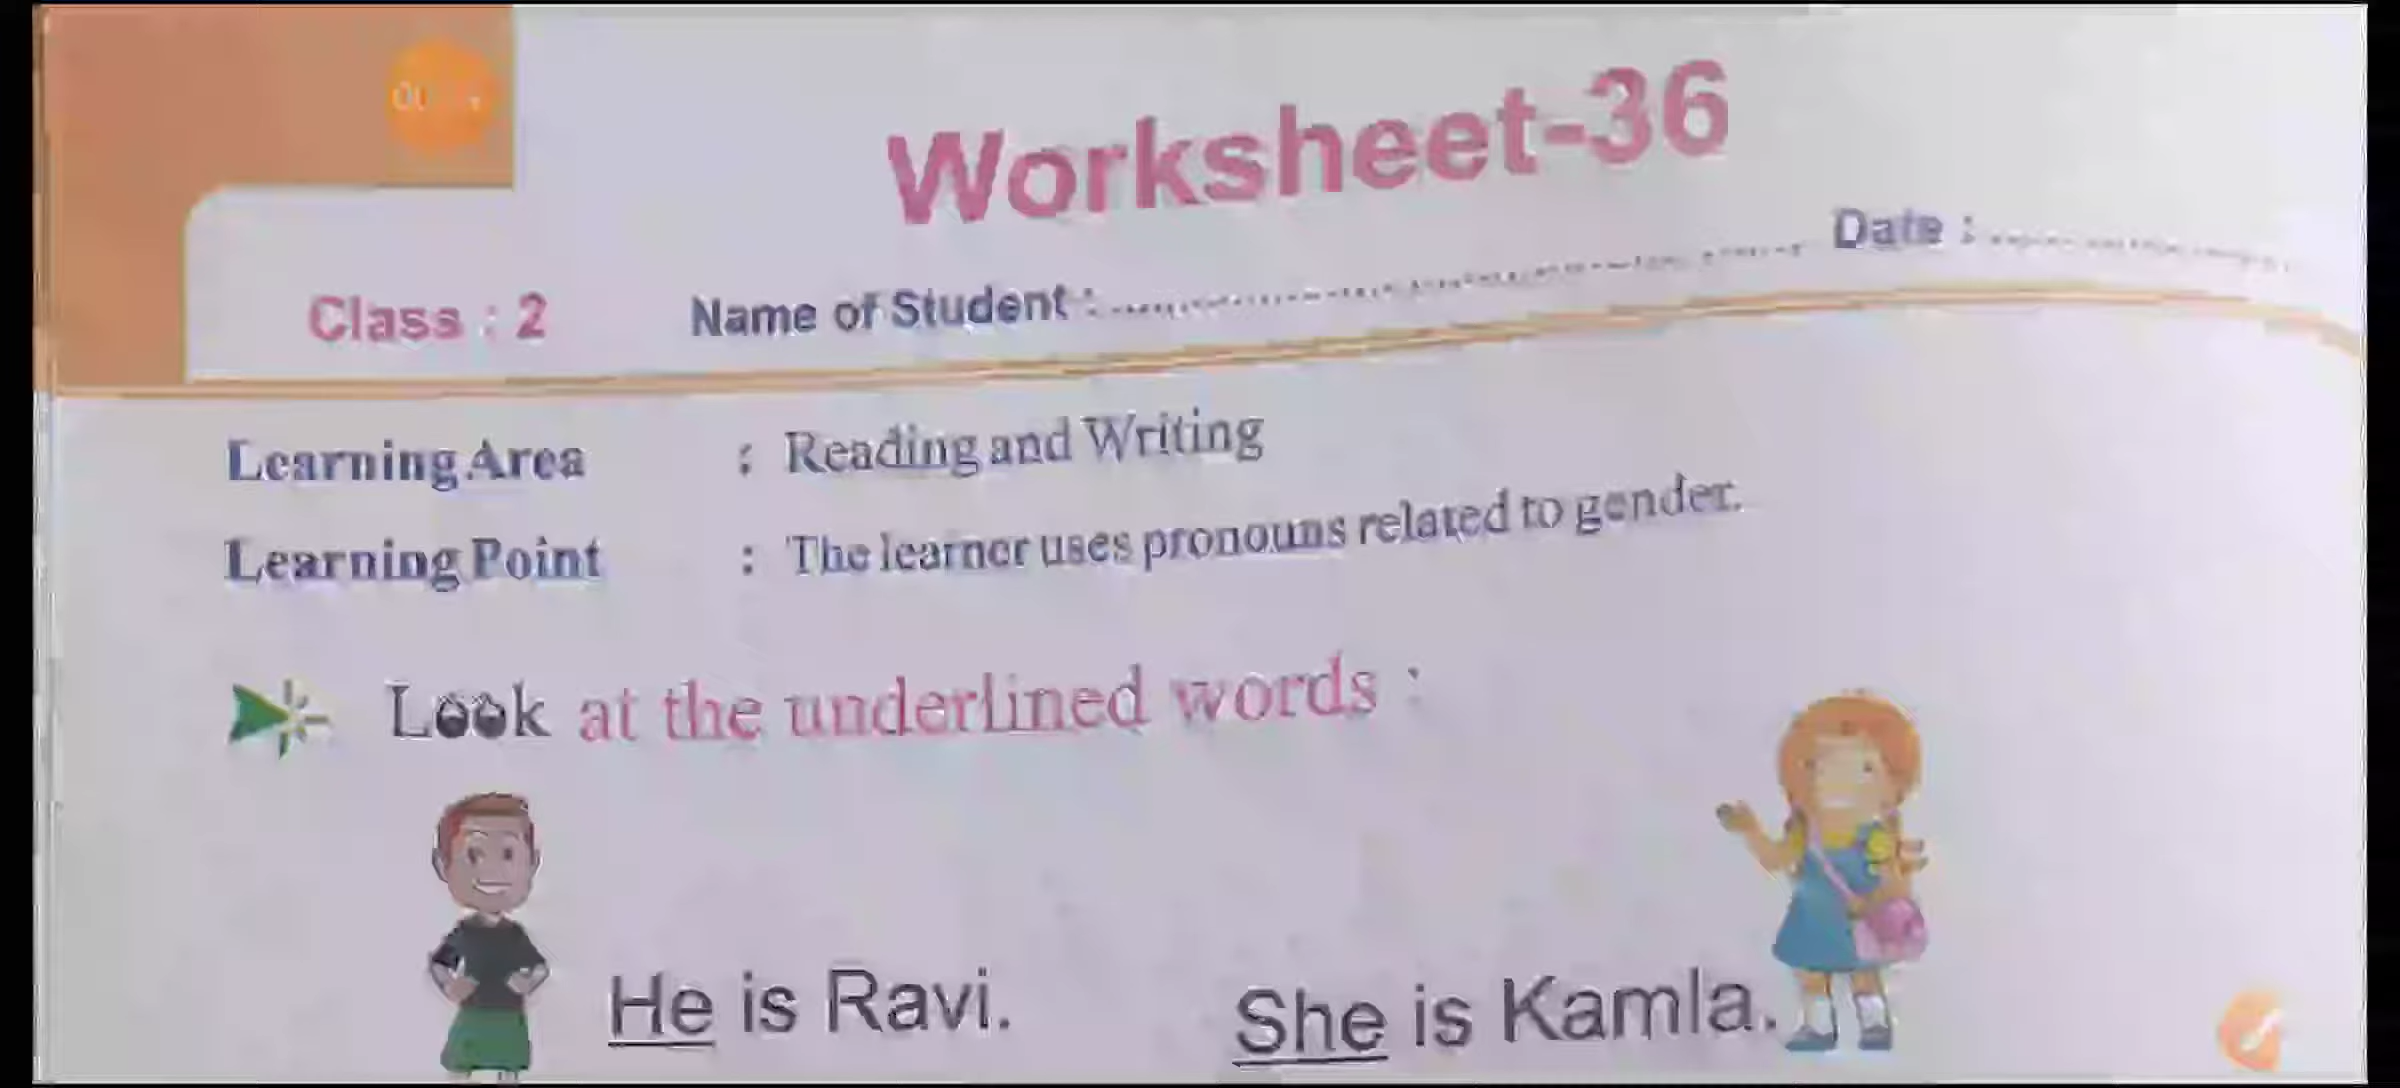 Worksheet-36
Class : 2 Name of Student : Date :
Learning Area : Reading and Writing
Learning Point : The learner uses pronouns related to gender.
Look at the underlined words :
He is Ravi. She is Kamla.